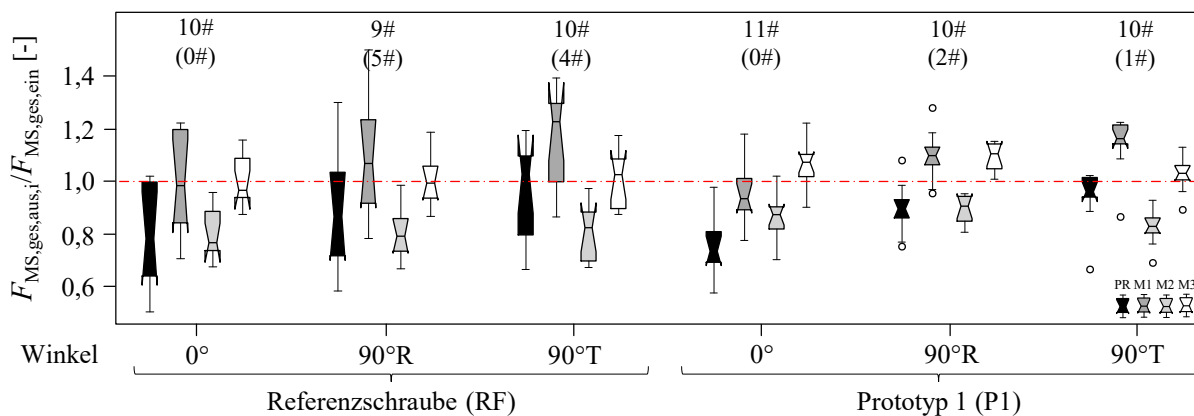 10# 9# 10# 11# 10# 10#
(0#) (5#) (4#) (0#) (2#) (1#)
F_MS,ges,aus,i/F_MS,ges,ein [-]
1,4
1,2
1,0
0,8
0,6
PR M1 M2 M3
Winkel 0° 90°R 90°T 0° 90°R 90°T
Referenzschraube (RF) Prototyp 1 (P1)